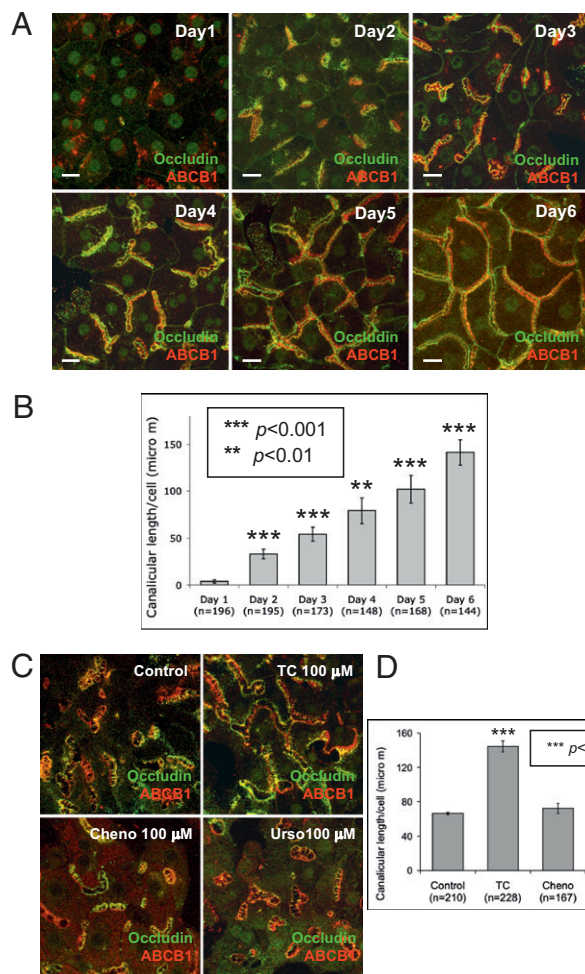 A
Day1
Occludin
ABCB1
Day2
Occludin
ABCB1
Day3
Occludin
ABCB1
Day4
Occludin
ABCB1
Day5
Occludin
ABCB1
Day6
Occludin
ABCB1
B
Canalicular length/cell (micro m)
150
100
50
0
*** p<0.001
** p<0.01
***
***
**
***
***
Day 1 Day 2 Day 3 Day 4 Day 5 Day 6
(n=196) (n=195) (n=173) (n=148) (n=168) (n=144)
C
Control
Occludin
ABCB1
TC 100 μM
Occludin
ABCB1
Cheno 100 μM
Occludin
ABCB1
Urso100 μM
Occludin
D
Canalicular length/cell (micro m)
160
120
80
40
0
***
*** p<
Control TC Cheno
(n=210) (n=228) (n=167)